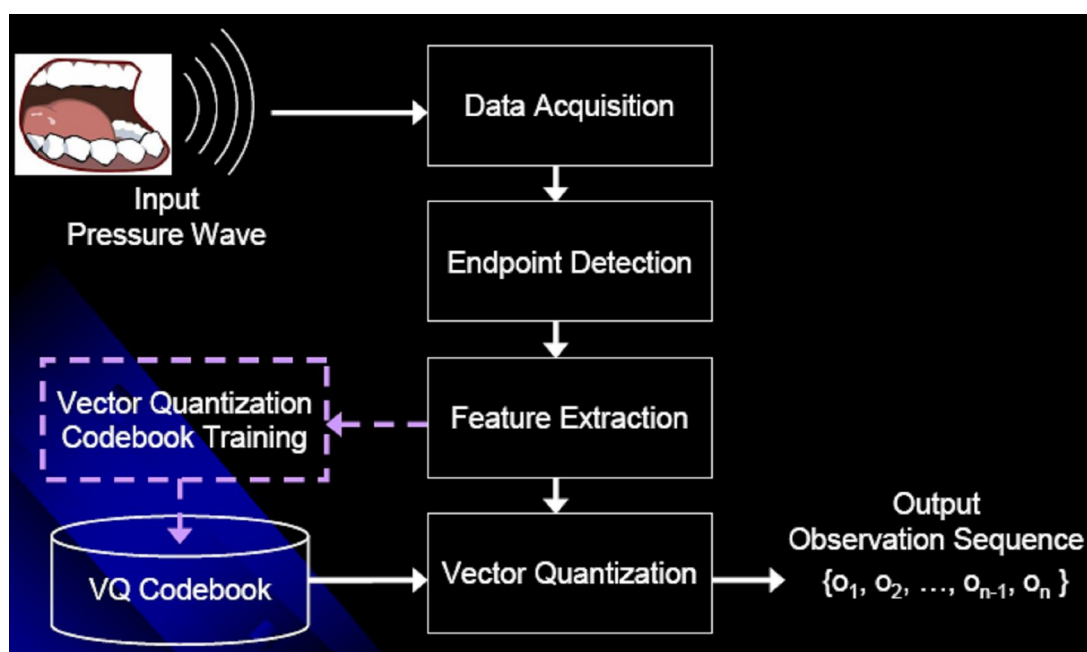 Data Acquisition
Input
Pressure Wave
Endpoint Detection
Vector Quantization
Codebook Training
Feature Extraction
Output
Observation Sequence
{o₁, o₂, ..., oₙ₋₁, oₙ }
VQ Codebook
Vector Quantization